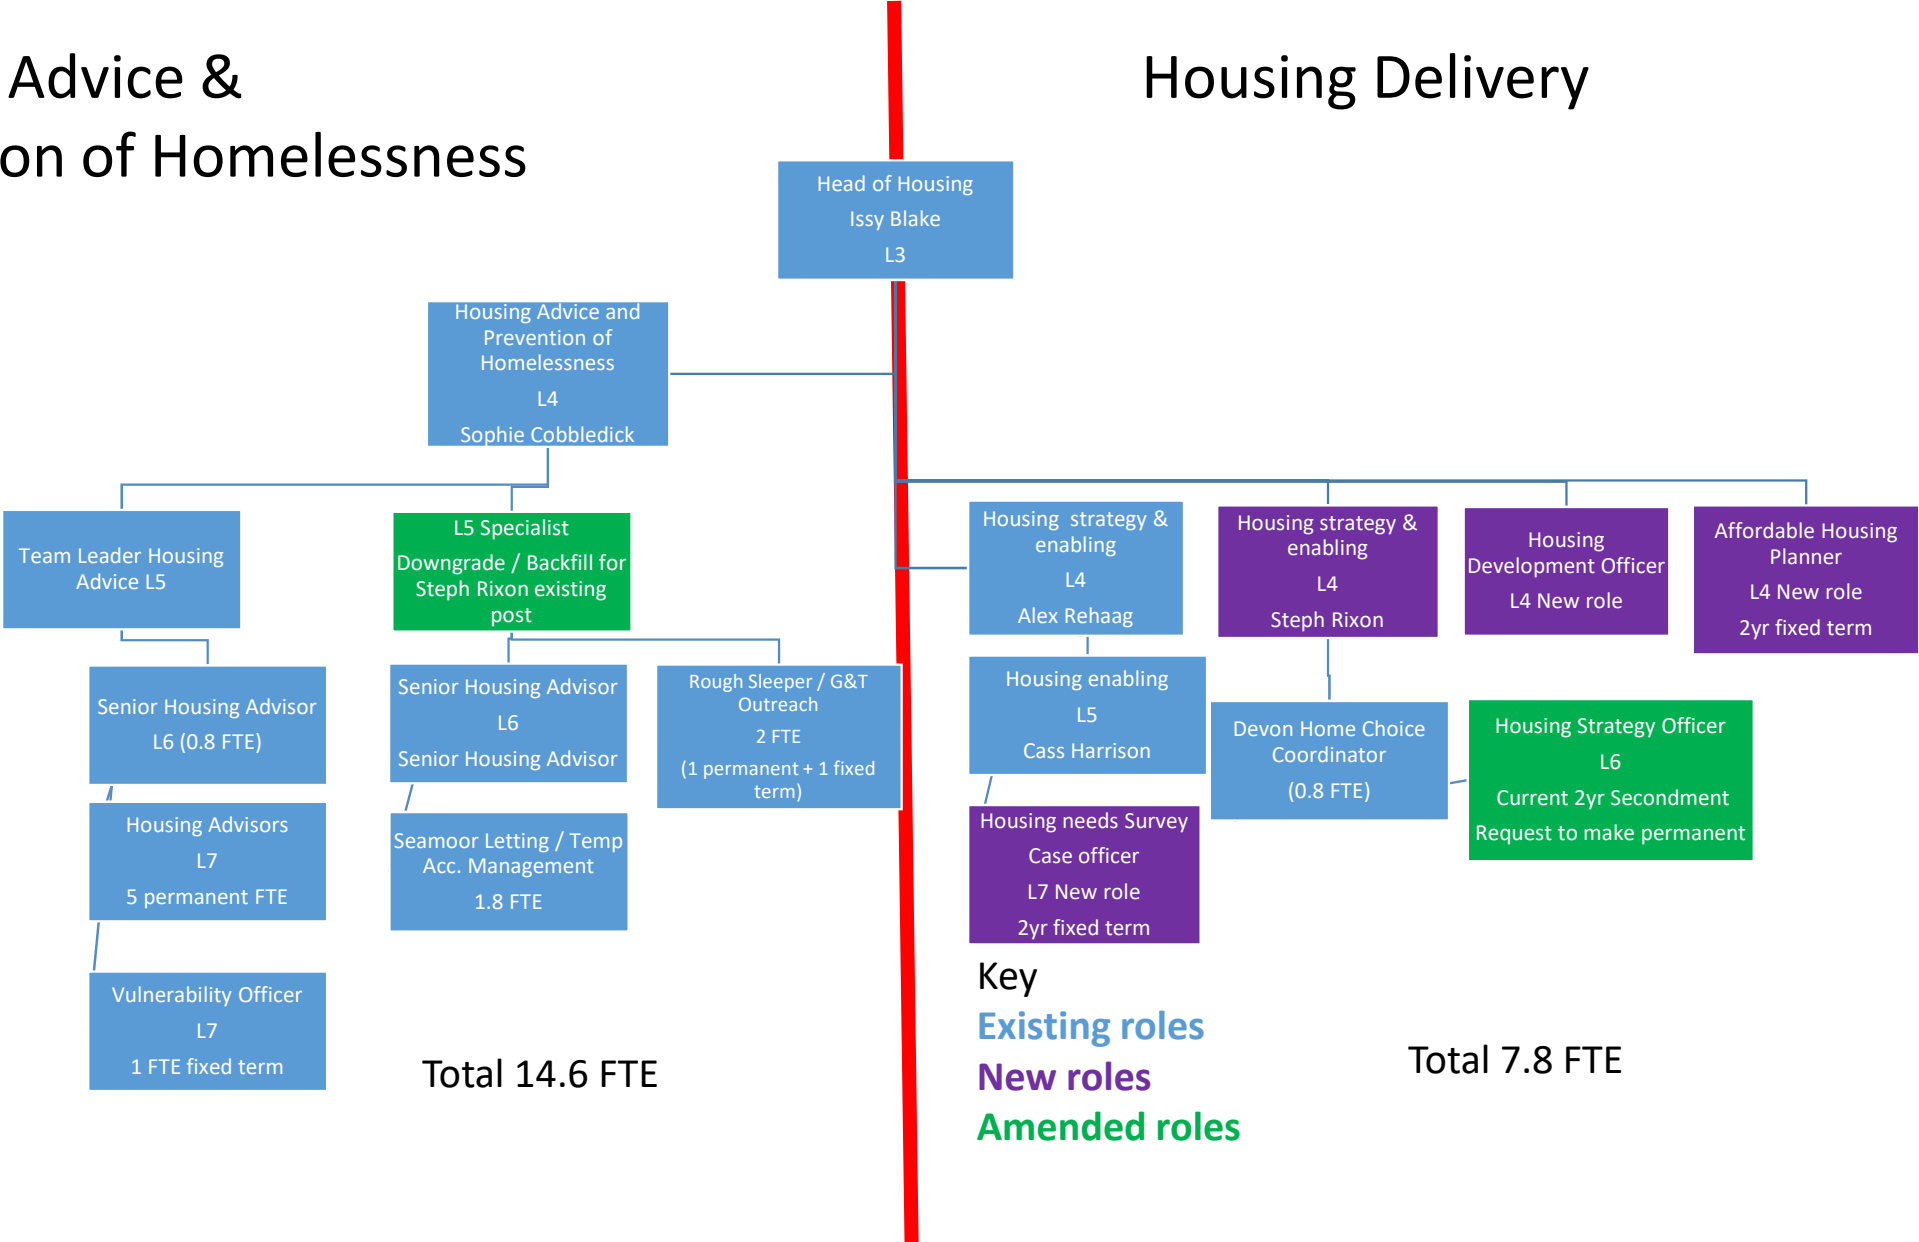 Advice &
on of Homelessness
Housing Delivery
Head of Housing
Issy Blake
L3
Housing Advice and
Prevention of
Homelessness
L4
Sophie Cobbledick
Team Leader Housing
Advice L5
L5 Specialist
Downgrade / Backfill for
Steph Rixon existing
post
Housing  strategy &
enabling
L4
Alex Rehaag
Housing strategy &
enabling
L4
Steph Rixon
Housing
Development Officer
L4 New role
Affordable Housing
Planner
L4 New role
2yr fixed term
Senior Housing Advisor
L6 (0.8 FTE)
Senior Housing Advisor
L6
Senior Housing Advisor
Rough Sleeper / G&T
Outreach
2 FTE
(1 permanent + 1 fixed
term)
Housing enabling
L5
Cass Harrison
Devon Home Choice
Coordinator
(0.8 FTE)
Housing Strategy Officer
L6
Current 2yr Secondment
Request to make permanent
Housing Advisors
L7
5 permanent FTE
Seamoor Letting / Temp
Acc. Management
1.8 FTE
Housing needs Survey
Case officer
L7 New role
2yr fixed term
Vulnerability Officer
L7
1 FTE fixed term
Total 14.6 FTE
Key
Existing roles
New roles
Amended roles
Total 7.8 FTE